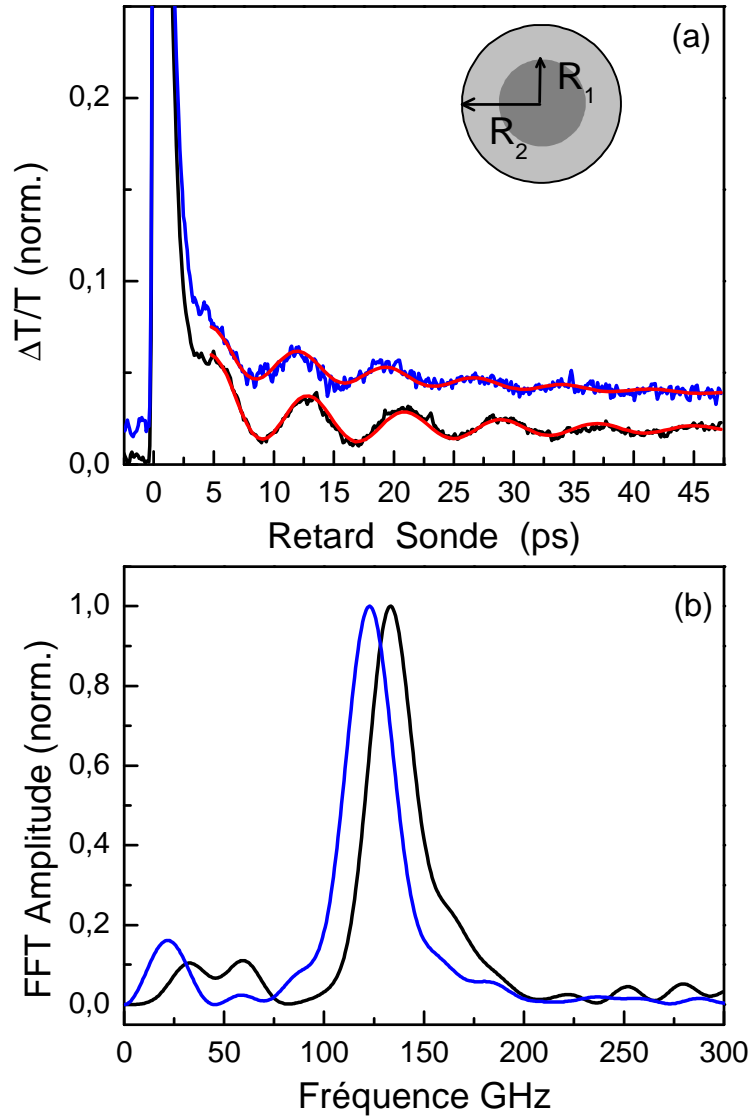 (a)
R1
R2
0,2
0,1
0,0
ΔT/T (norm.)
0 5 10 15 20 25 30 35 40 45
Retard Sonde (ps)
(b)
1,0
0,8
0,6
0,4
0,2
0,0
FFT Amplitude (norm.)
0 50 100 150 200 250 300
Fréquence GHz